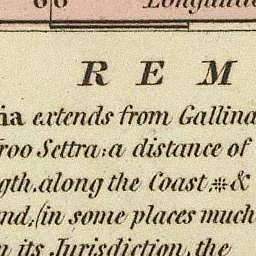 66 Longitude
R E M
ia extends from Gallina
roo Settra: a distance of
gth, along the Coast, ⁜ &
nd, (in some places much
n its Jurisdiction, the